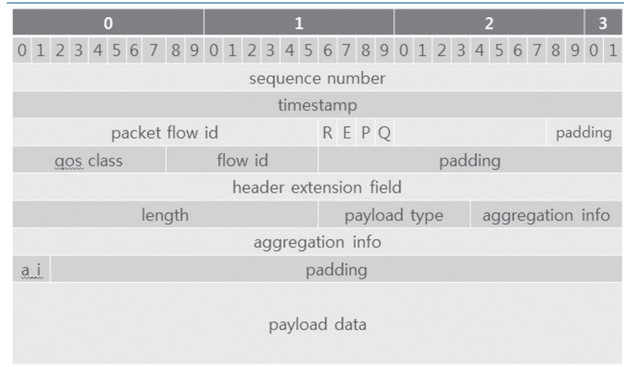 0 1 2 3
0 1 2 3 4 5 6 7 8 9 0 1 2 3 4 5 6 7 8 9 0 1 2 3 4 5 6 7 8 9 0 1
sequence number
timestamp
packet flow id R E P Q padding
qos class flow id padding
header extension field
length payload type aggregation info
aggregation info
a i padding
payload data